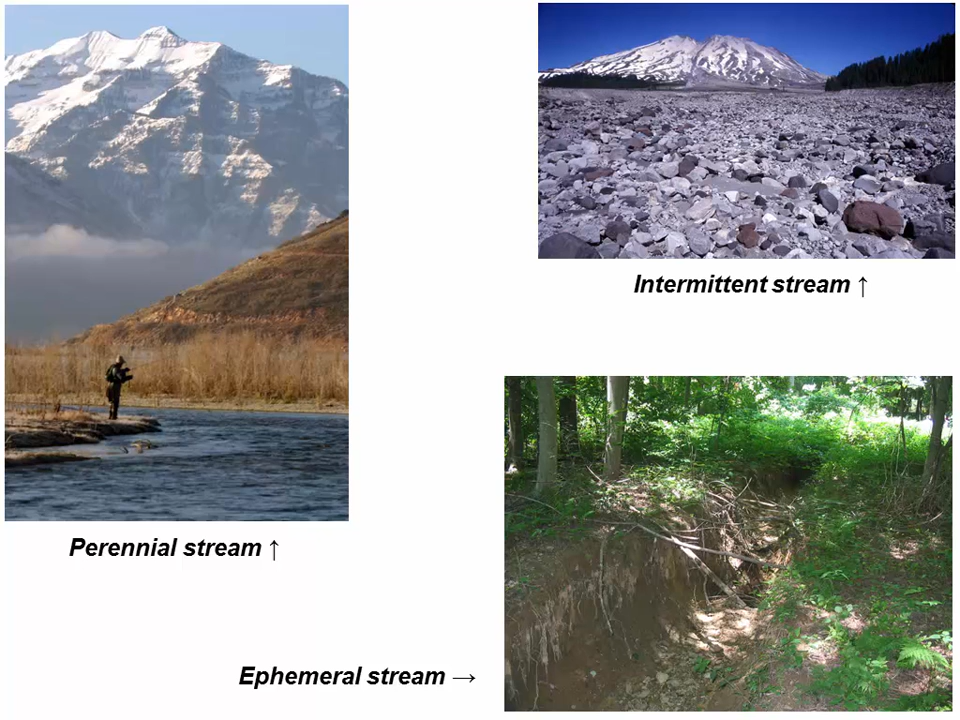 Intermittent stream ↑
Perennial stream ↑
Ephemeral stream →